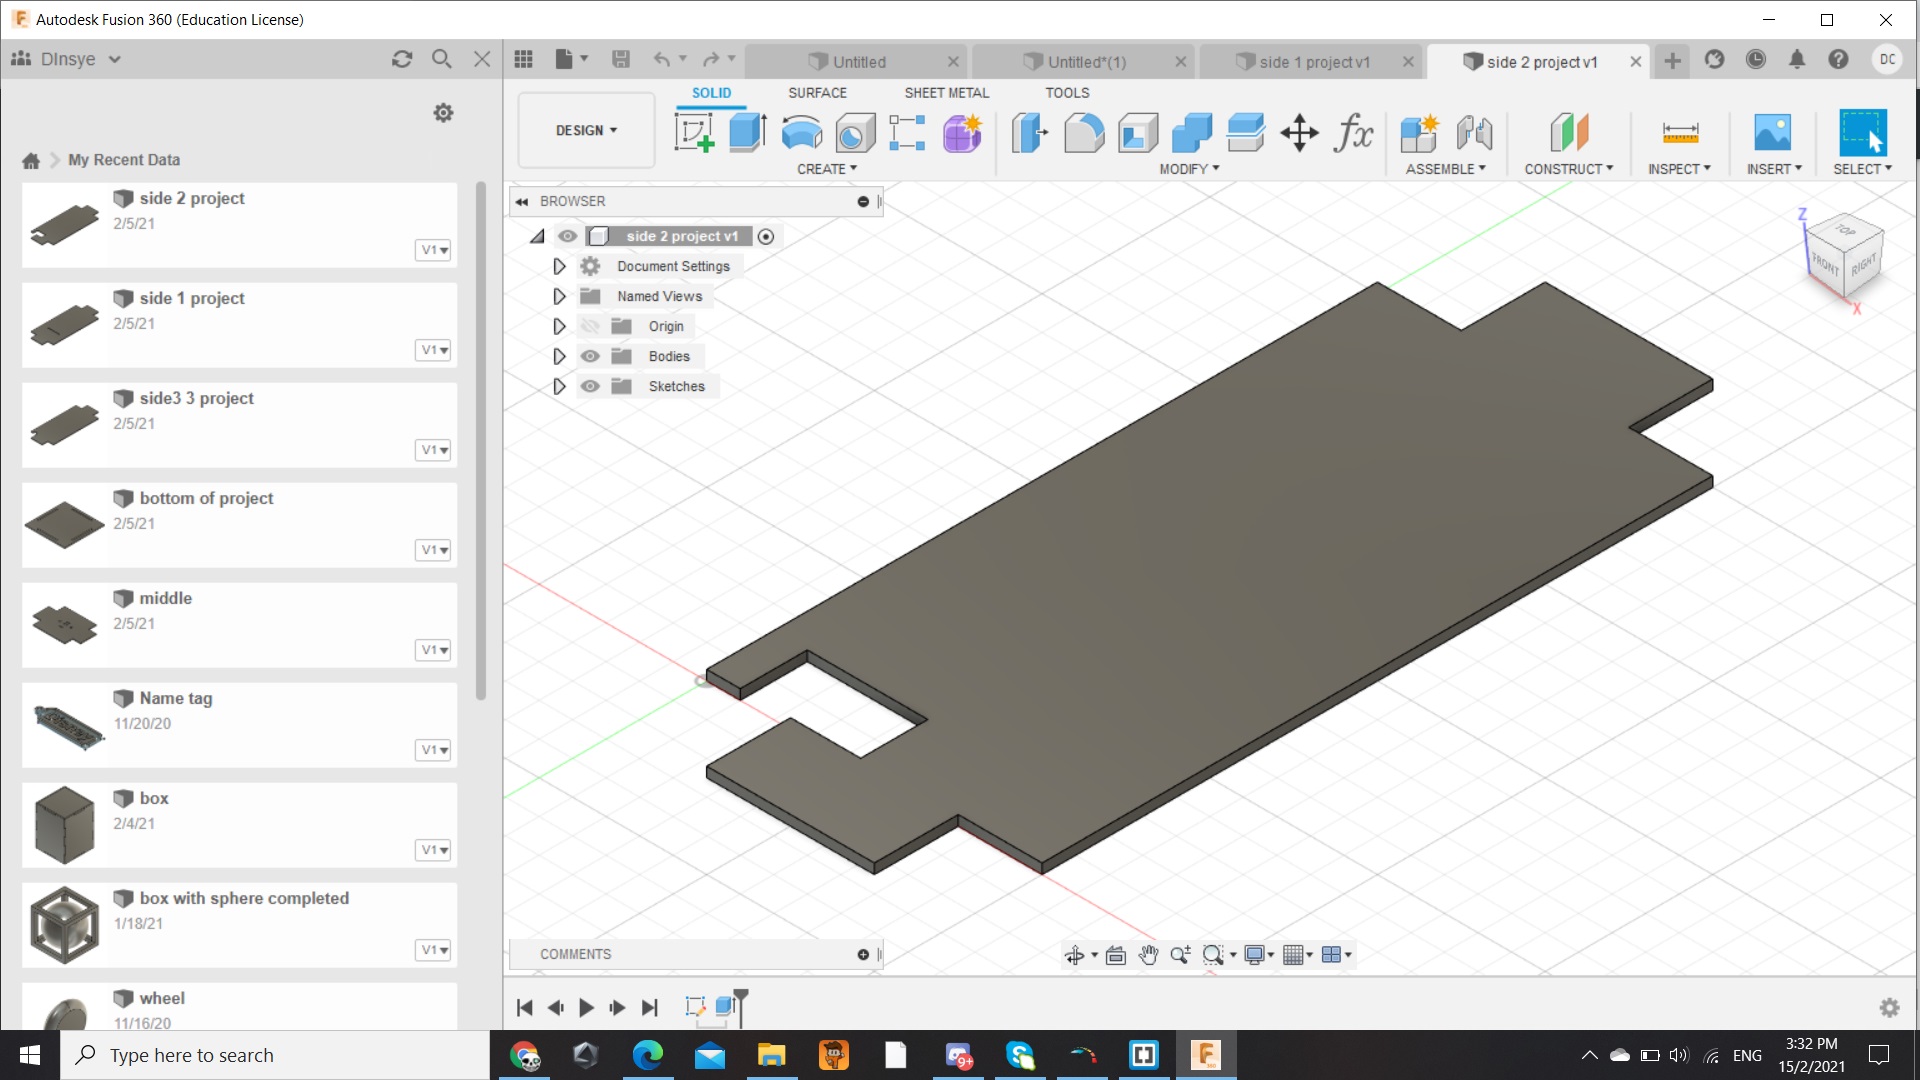 Autodesk Fusion 360 (Education License)
DInsye
Untitled
Untitled*(1)
side 1 project v1
side 2 project v1
DC
SOLID
SURFACE
SHEET METAL
TOOLS
DESIGN
CREATE
MODIFY
ASSEMBLE
CONSTRUCT
INSPECT
INSERT
SELECT
My Recent Data
side 2 project
2/5/21
V1
side 1 project
2/5/21
V1
side3 3 project
2/5/21
V1
bottom of project
2/5/21
V1
middle
2/5/21
V1
Name tag
11/20/20
V1
box
2/4/21
V1
box with sphere completed
1/18/21
V1
wheel
11/16/20
BROWSER
side 2 project v1
Document Settings
Named Views
Origin
Bodies
Sketches
Z
TOP
FRONT
RIGHT
X
COMMENTS
Type here to search
9+
ENG
3:32 PM
15/2/2021